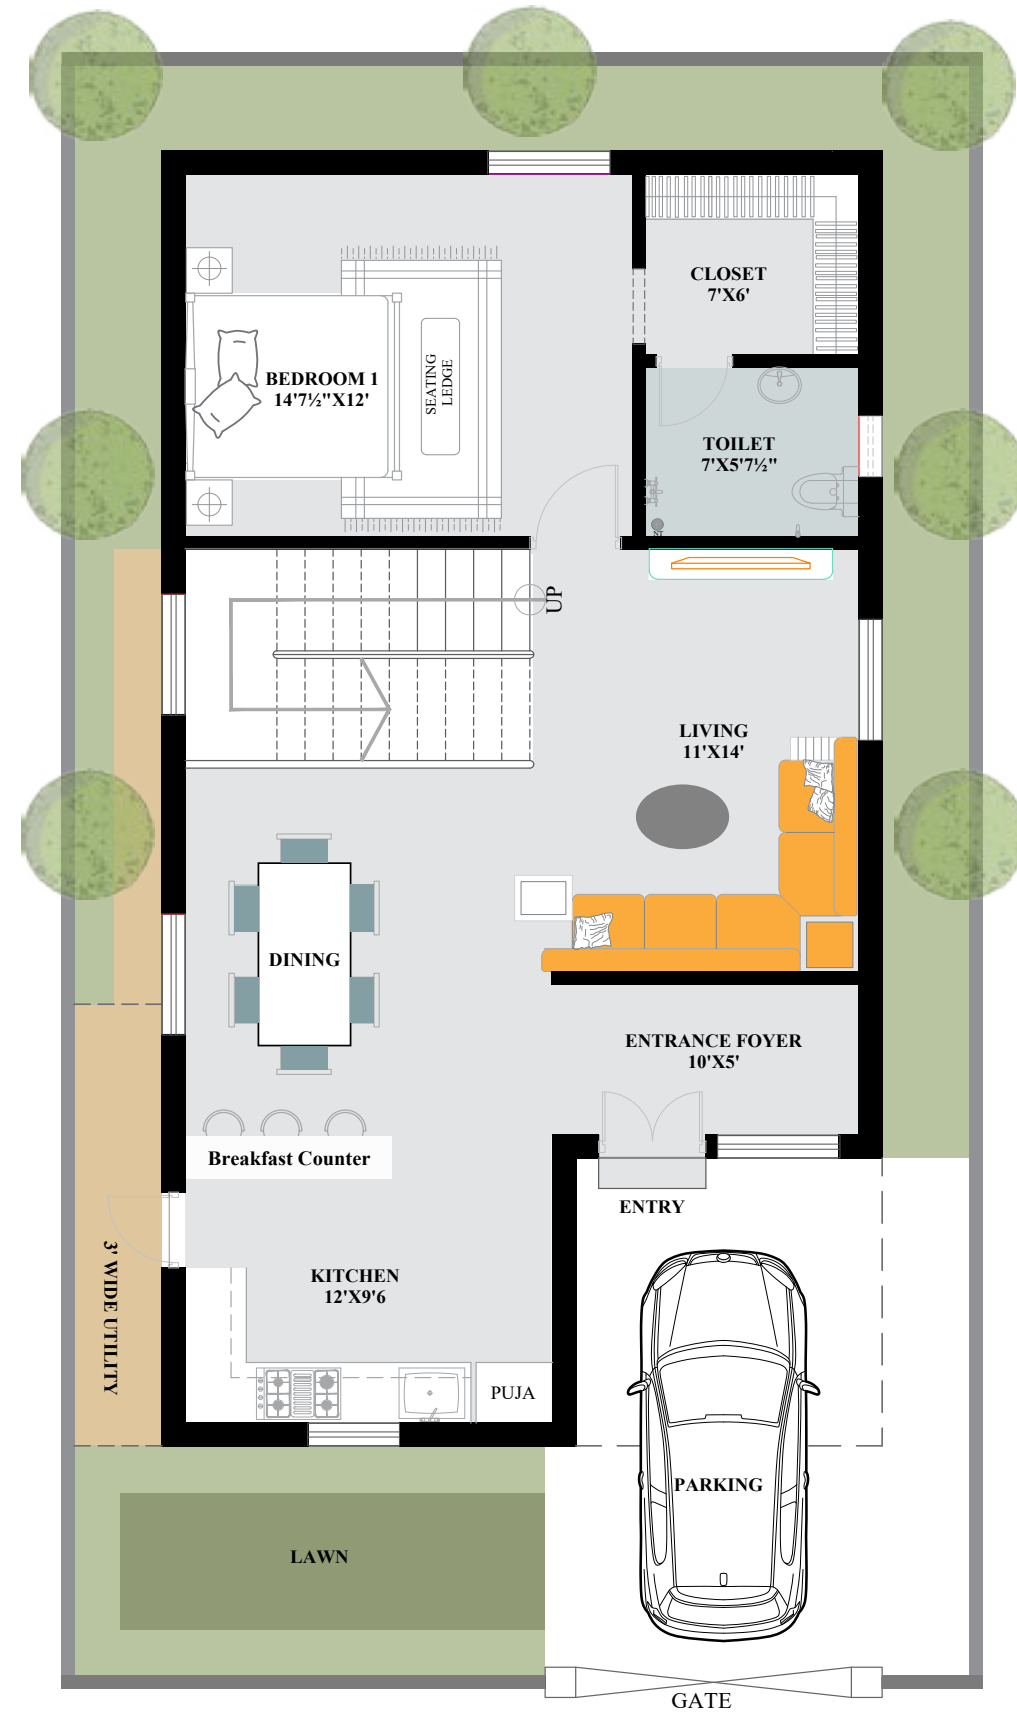 CLOSET
7'X6'
BEDROOM 1
14'7½"X12'
SEATING
LEDGE
TOILET
7'X5'7½"
UP
LIVING
11'X14'
DINING
ENTRANCE FOYER
10'X5'
Breakfast Counter
ENTRY
3' WIDE UTILITY
KITCHEN
12'X9'6
PUJA
PARKING
LAWN
GATE